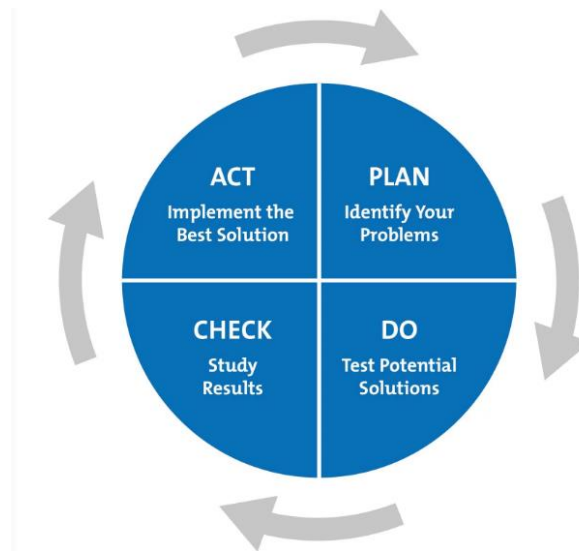 ACT
Implement the
Best Solution
PLAN
Identify Your
Problems
CHECK
Study
Results
DO
Test Potential
Solutions